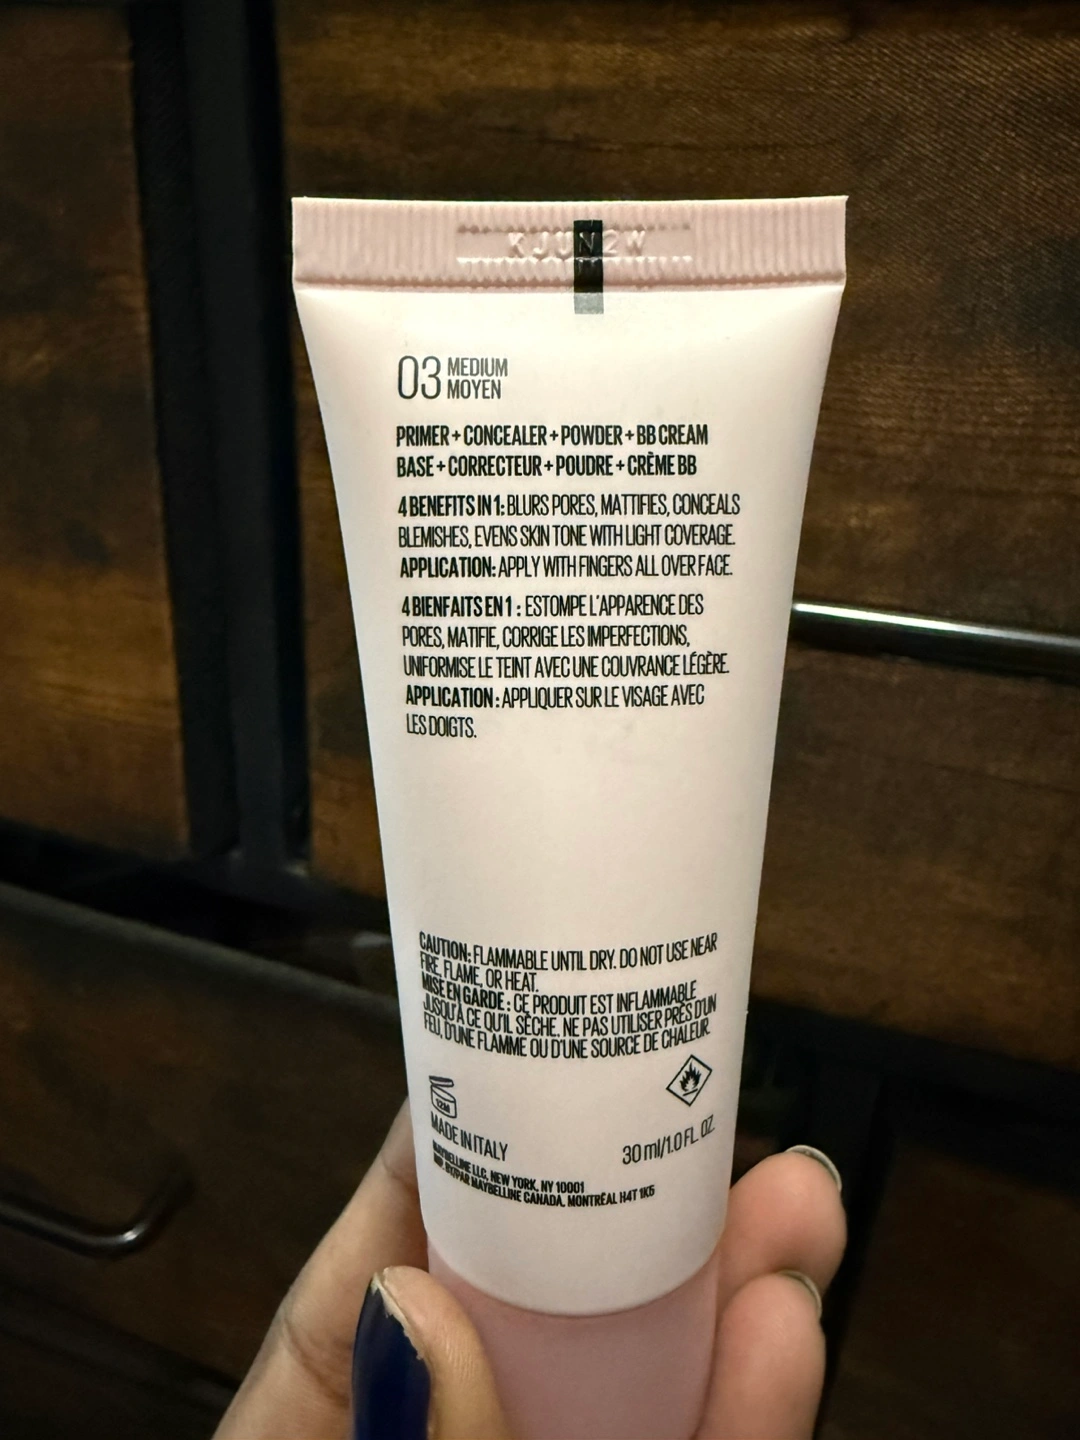 KJUN2W
03 MEDIUM
MOYEN
PRIMER + CONCEALER + POWDER + BB CREAM
BASE + CORRECTEUR + POUDRE + CRÈME BB
4 BENEFITS IN 1: BLURS PORES, MATTIFIES, CONCEALS
BLEMISHES, EVENS SKIN TONE WITH LIGHT COVERAGE.
APPLICATION: APPLY WITH FINGERS ALL OVER FACE.
4 BIENFAITS EN 1 : ESTOMPE L'APPARENCE DES
PORES, MATIFIE, CORRIGE LES IMPERFECTIONS,
UNIFORMISE LE TEINT AVEC UNE COUVRANCE LÉGÈRE.
APPLICATION : APPLIQUER SUR LE VISAGE AVEC
LES DOIGTS.
CAUTION: FLAMMABLE UNTIL DRY. DO NOT USE NEAR
FIRE, FLAME, OR HEAT.
MISE EN GARDE : CE PRODUIT EST INFLAMMABLE
JUSQU'À CE QU'IL SÈCHE. NE PAS UTILISER PRÈS D'UN
FEU, D'UNE FLAMME OU D'UNE SOURCE DE CHALEUR.
12M
MADE IN ITALY
30 ml/1.0 FL. OZ.
MAYBELLINE LLC, NEW YORK, NY 10001
IMP. BY/PAR MAYBELLINE CANADA, MONTRÉAL H4T 1K5